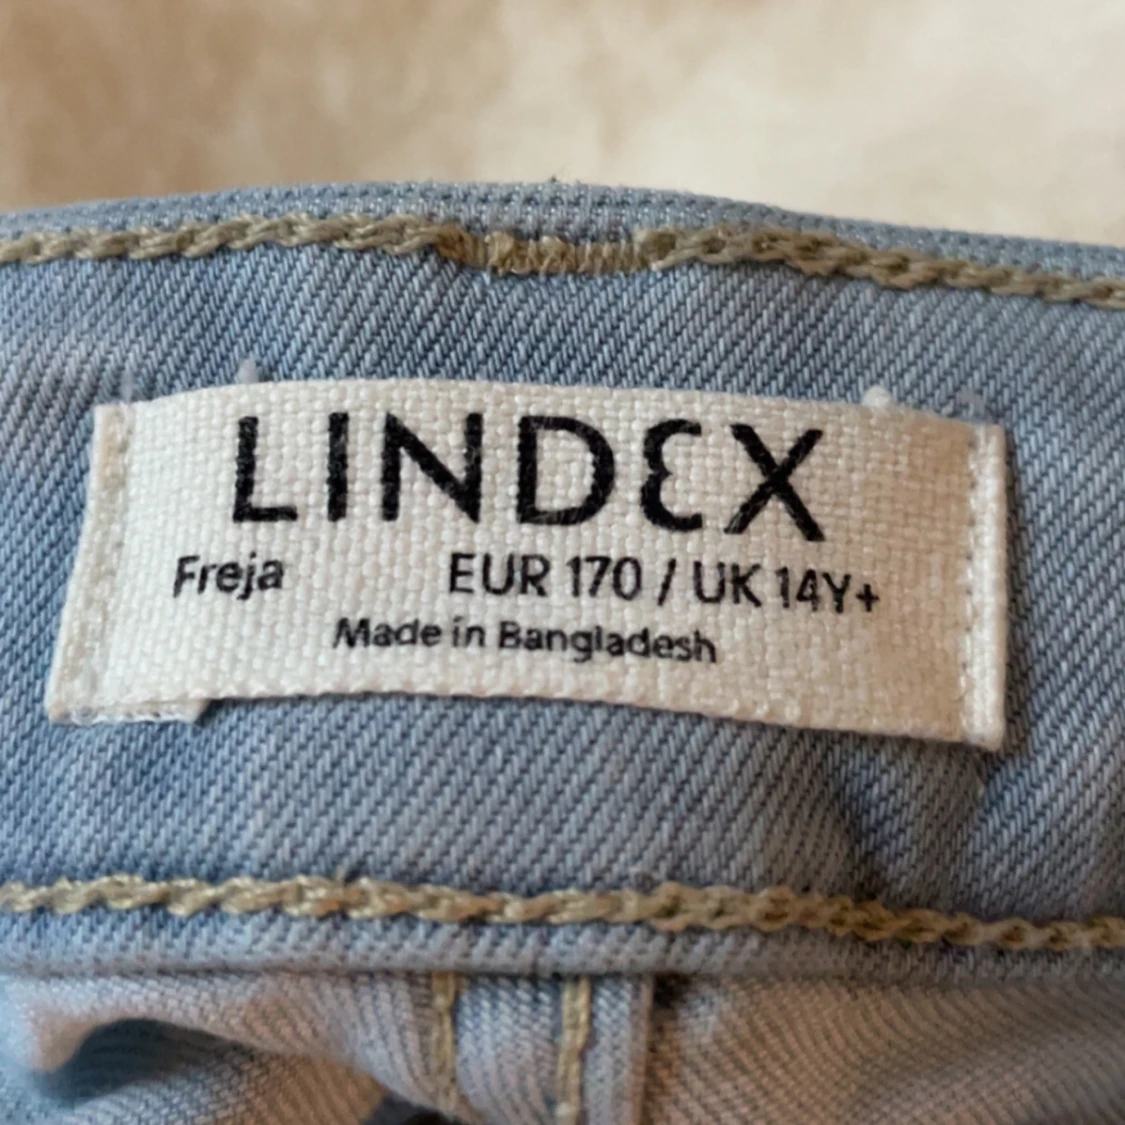 LINDEX
Freja EUR 170 / UK 14Y+
Made in Bangladesh